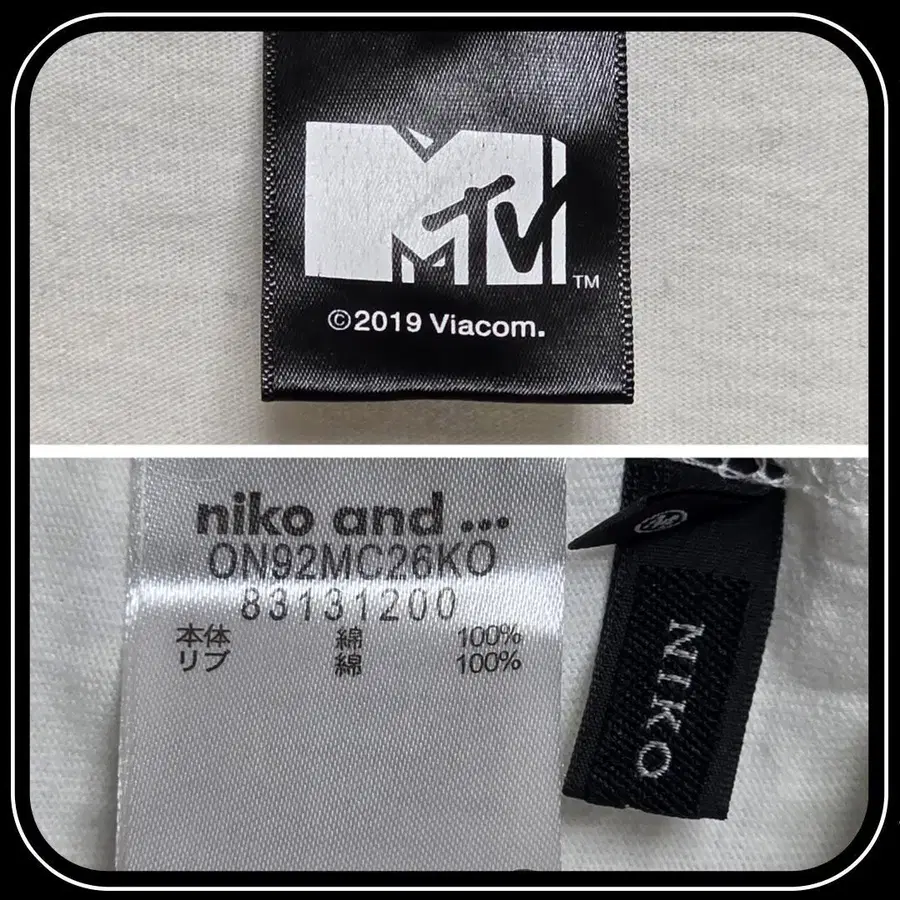 MTV
TM
©2019 Viacom.
niko and ...
ON92MC26KO
83131200
本体 綿 100%
リブ 綿 100%
NIKO